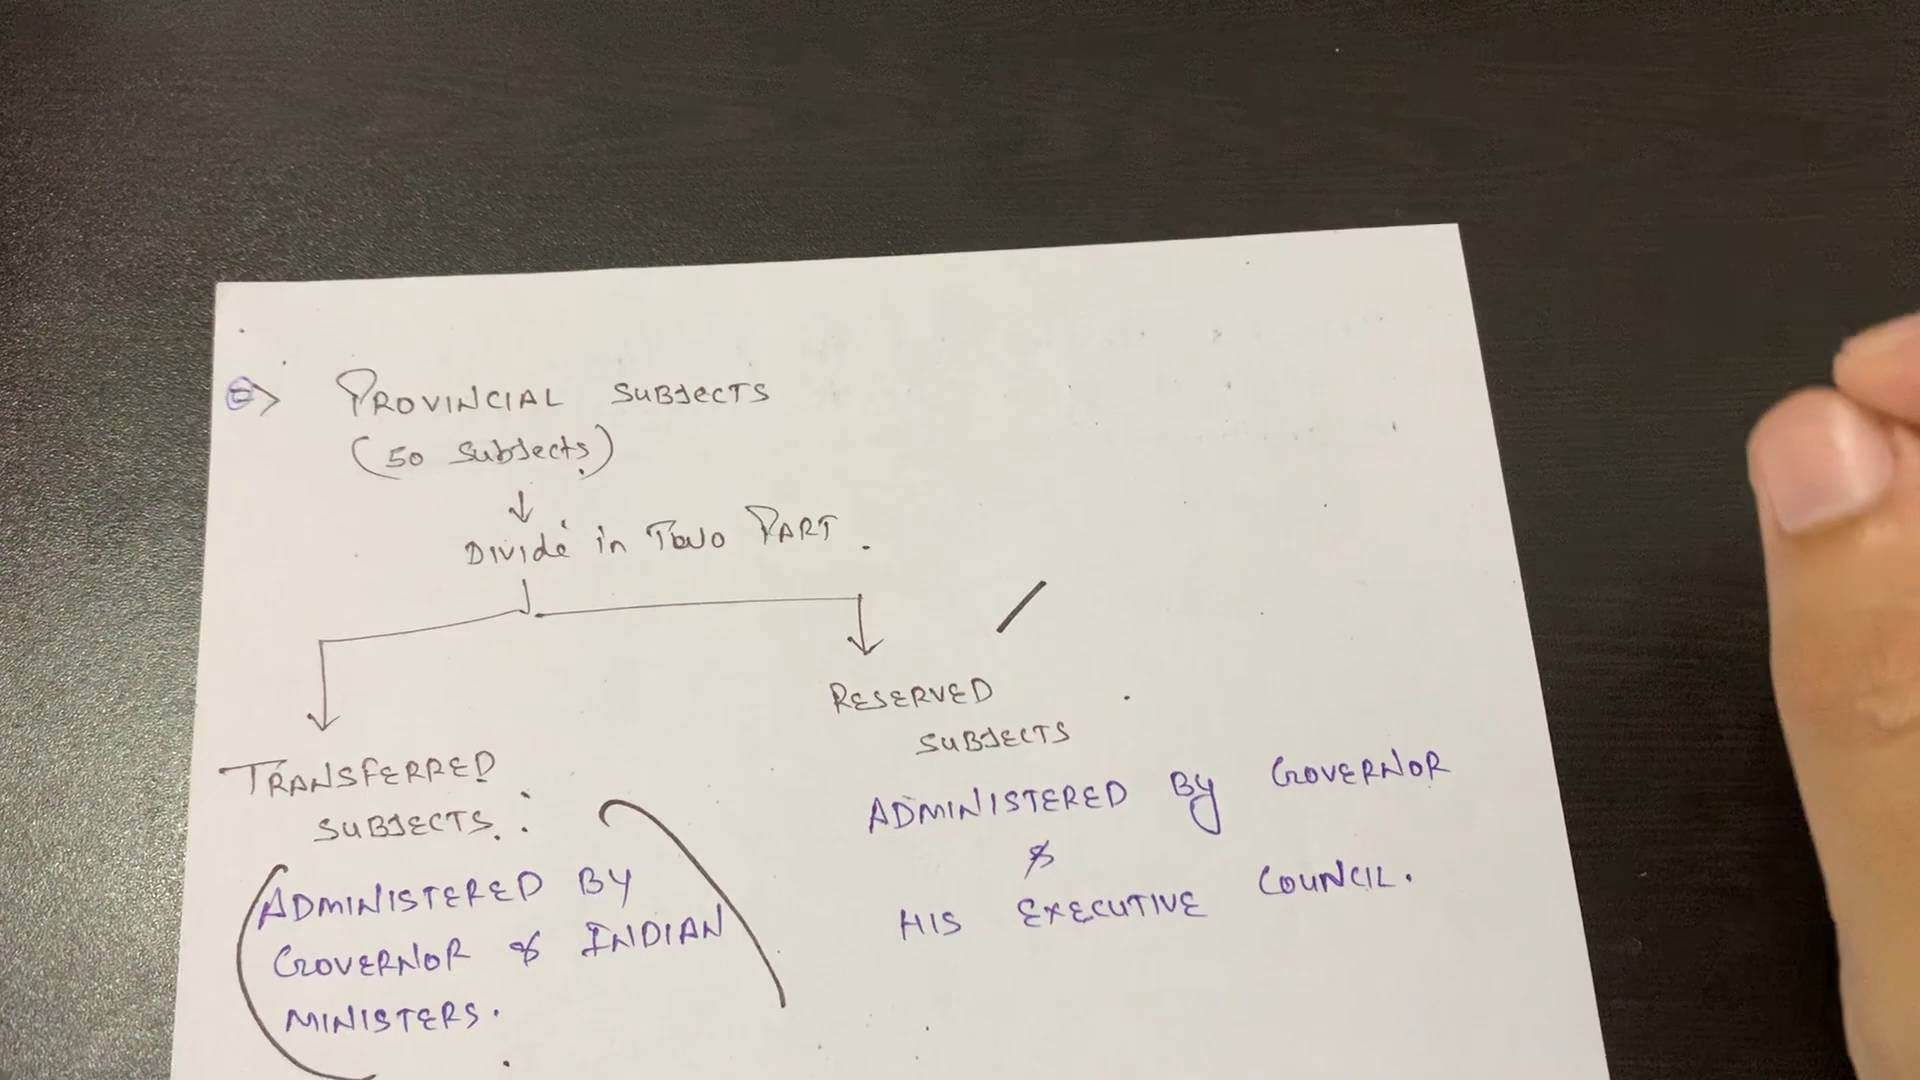 ⊖> PROVINCIAL SUBJECTS
(50 Subjects)
↓
Divide in Two PART.
TRANSFERRED
SUBJECTS. :
ADMINISTERED BY
GOVERNOR & INDIAN
MINISTERS.
RESERVED
SUBJECTS
ADMINISTERED By GOVERNOR
&
HIS EXECUTIVE COUNCIL.